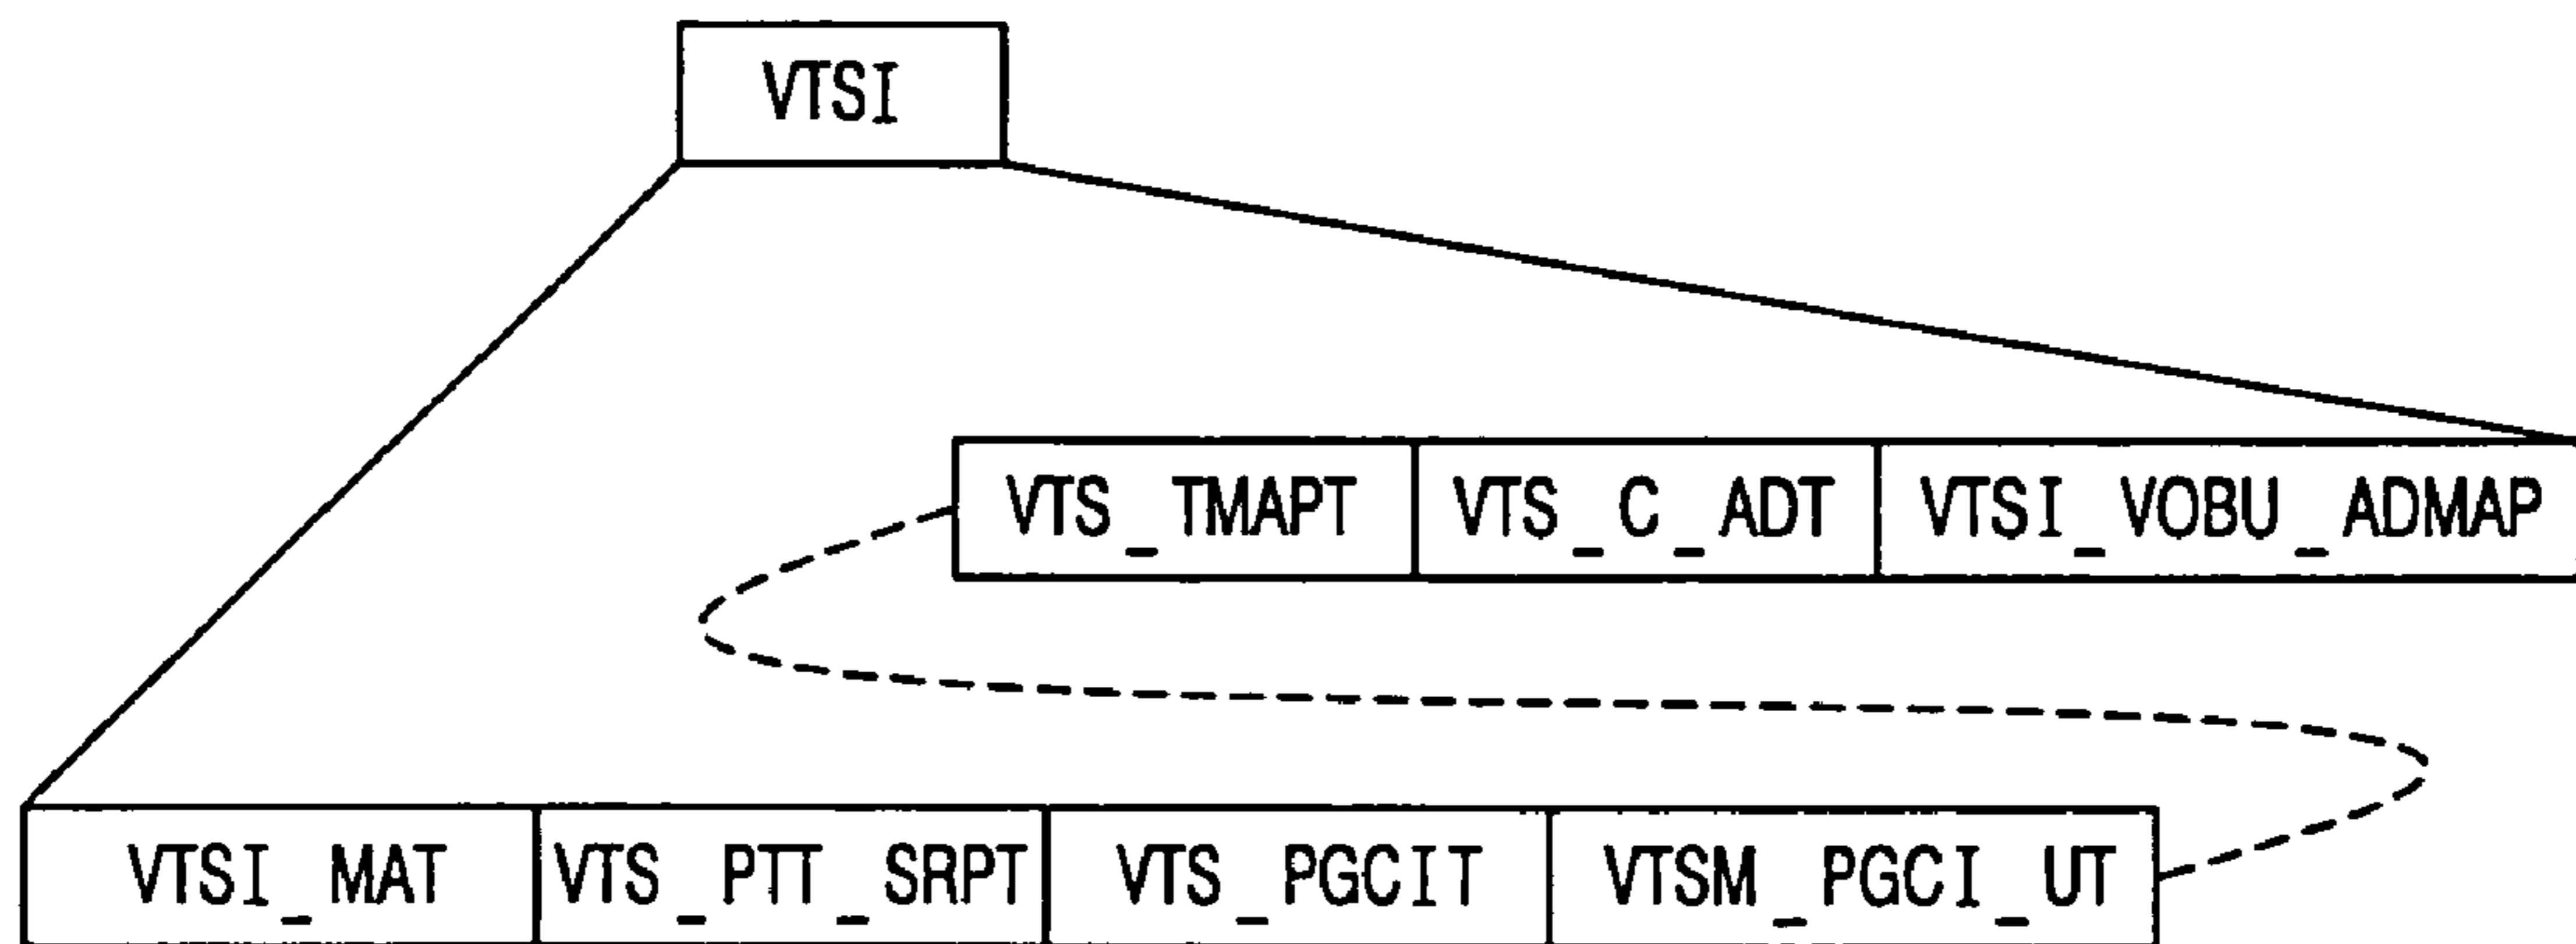 VTSI
VTS_TMAPT VTS_C_ADT VTSI_VOBU_ADMAP
VTSI_MAT VTS_PTT_SRPT VTS_PGCIT VTSM_PGCI_UT